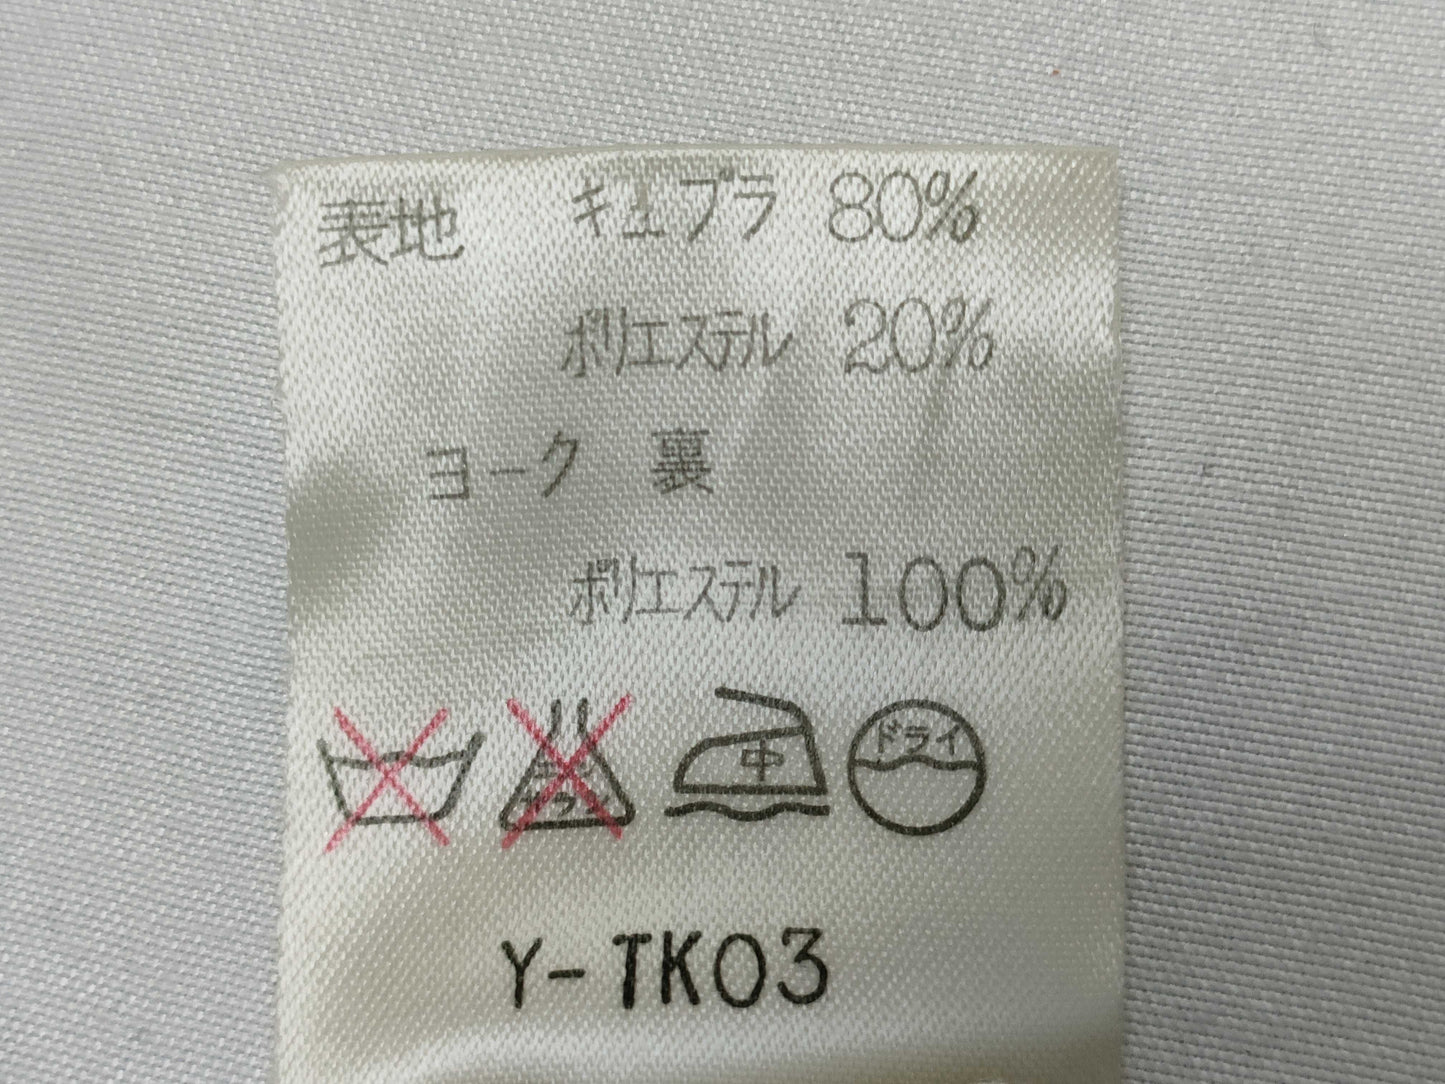 表地 キュプラ 80%
ポリエステル 20%
ヨーク 裏
ポリエステル 100%
中 ドライ
Y-TK03